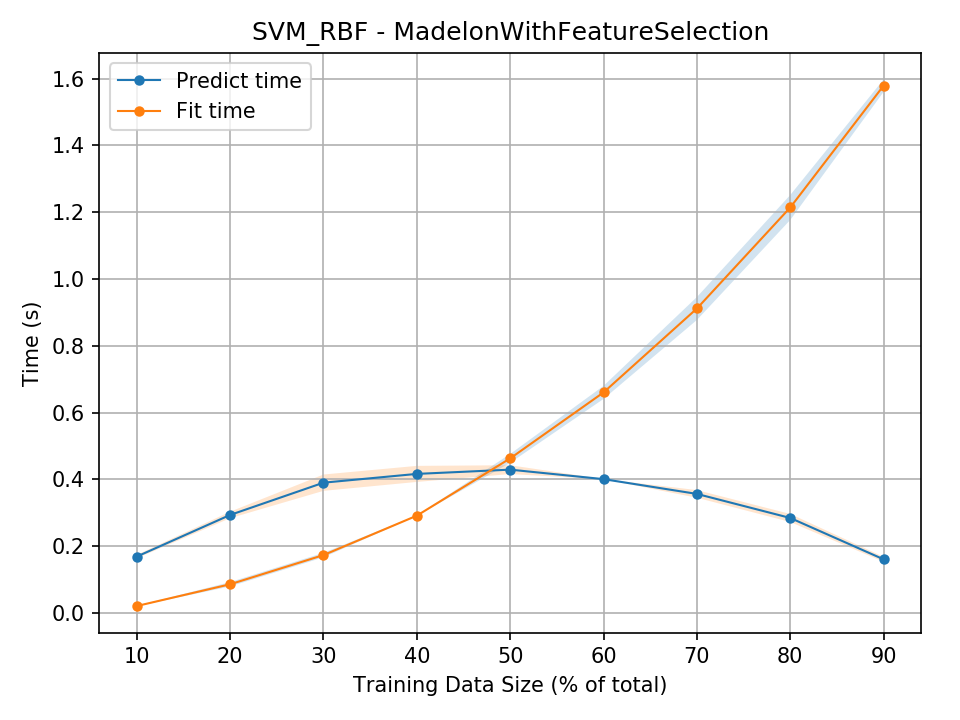 SVM_RBF - MadelonWithFeatureSelection
Predict time
Fit time
Time (s)
1.6
1.4
1.2
1.0
0.8
0.6
0.4
0.2
0.0
10 20 30 40 50 60 70 80 90
Training Data Size (% of total)